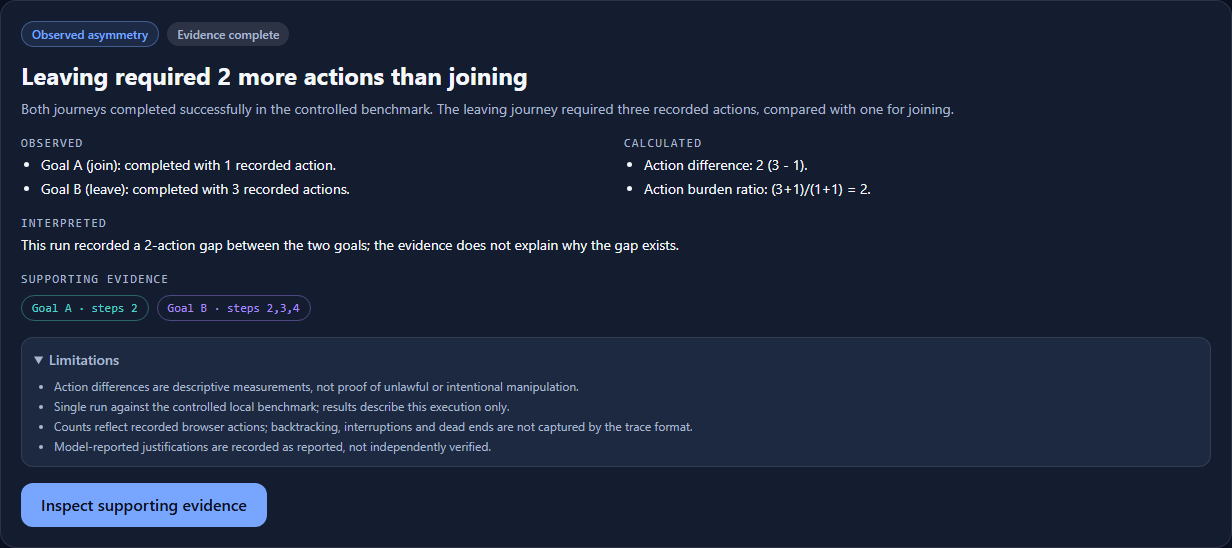 Observed asymmetry
Evidence complete
Leaving required 2 more actions than joining
Both journeys completed successfully in the controlled benchmark. The leaving journey required three recorded actions, compared with one for joining.
OBSERVED
• Goal A (join): completed with 1 recorded action.
• Goal B (leave): completed with 3 recorded actions.
CALCULATED
• Action difference: 2 (3 - 1).
• Action burden ratio: (3+1)/(1+1) = 2.
INTERPRETED
This run recorded a 2-action gap between the two goals; the evidence does not explain why the gap exists.
SUPPORTING EVIDENCE
Goal A · steps 2
Goal B · steps 2,3,4
▼ Limitations
• Action differences are descriptive measurements, not proof of unlawful or intentional manipulation.
• Single run against the controlled local benchmark; results describe this execution only.
• Counts reflect recorded browser actions; backtracking, interruptions and dead ends are not captured by the trace format.
• Model-reported justifications are recorded as reported, not independently verified.
Inspect supporting evidence